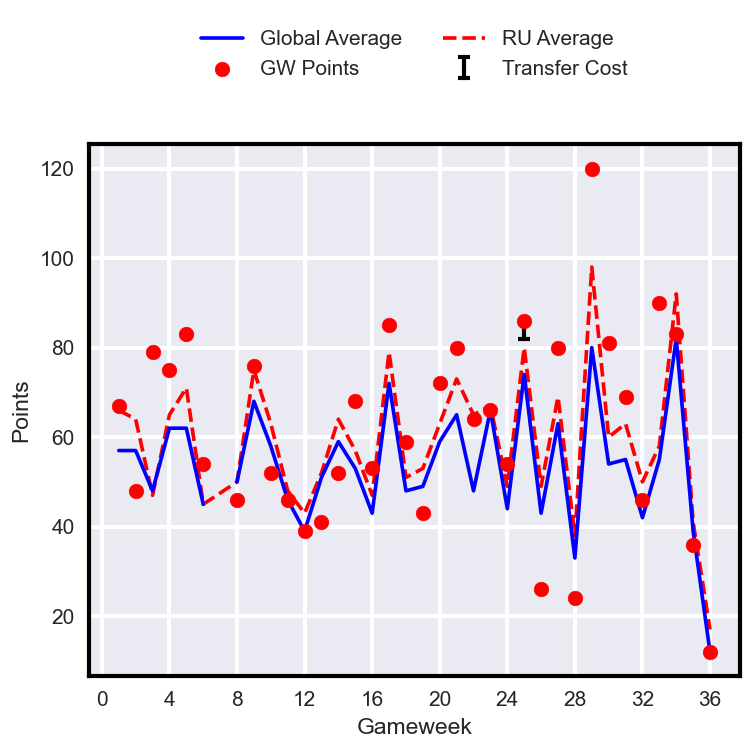 Global Average
RU Average
GW Points
Transfer Cost
120
100
80
60
40
20
Points
0 4 8 12 16 20 24 28 32 36
Gameweek